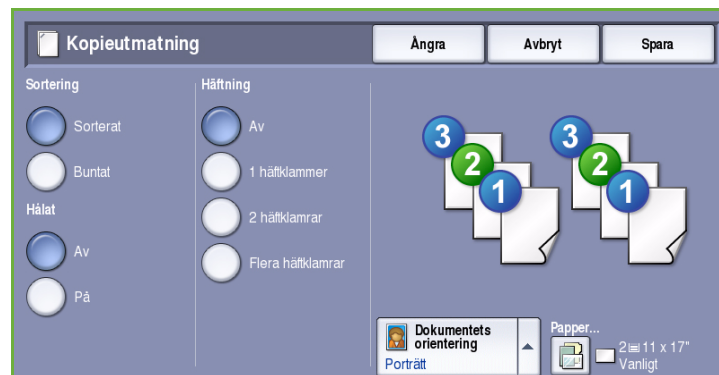 Kopieutmatning
Ångra
Avbryt
Spara
Sortering
Sorterat
Buntat
Hålat
Av
På
Häftning
Av
1 häftklammer
2 häftklamrar
Flera häftklamrar
3
2
1
3
2
1
Dokumentets
orientering
Porträtt
Papper...
2 11 x 17"
Vanligt